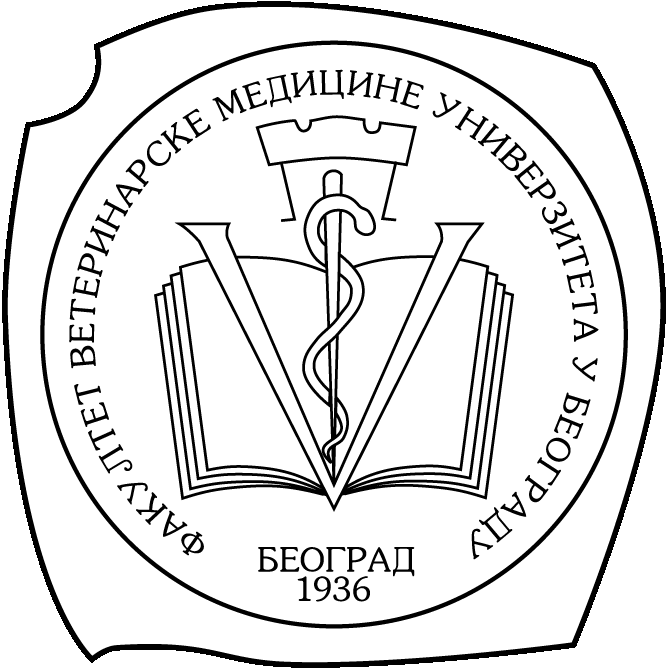 ФАКУЛТЕТ ВЕТЕРИНАРСКЕ МЕДИЦИНЕ УНИВЕРЗИТЕТА У БЕОГРАДУ
БЕОГРАД
1936